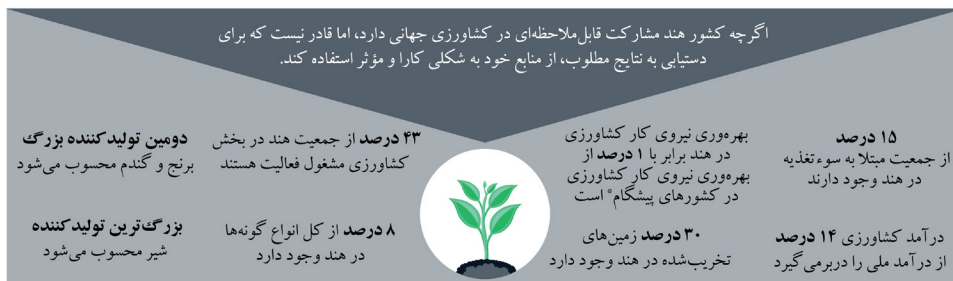 اگرچه کشور هند مشارکت قابل‌ملاحظه‌ای در کشاورزی جهانی دارد، اما قادر نیست که برای
دستیابی به نتایج مطلوب، از منابع خود به شکلی کارا و مؤثر استفاده کند.
۱۵ درصد
از جمعیت مبتلا به سوءتغذیه
در هند وجود دارند
بهره‌وری نیروی کار کشاورزی
در هند برابر با ۱ درصد از
بهره‌وری نیروی کار کشاورزی
در کشورهای پیشگام* است
۴۳ درصد از جمعیت هند در بخش
کشاورزی مشغول فعالیت هستند
دومین تولیدکننده بزرگ
برنج و گندم محسوب می‌شود
درآمد کشاورزی ۱۴ درصد
از درآمد ملی را دربرمی‌گیرد
۳۰ درصد زمین‌های
تخریب‌شده در هند وجود دارد
۸ درصد از کل انواع گونه‌ها
در هند وجود دارد
بزرگ‌ترین تولیدکننده
شیر محسوب می‌شود